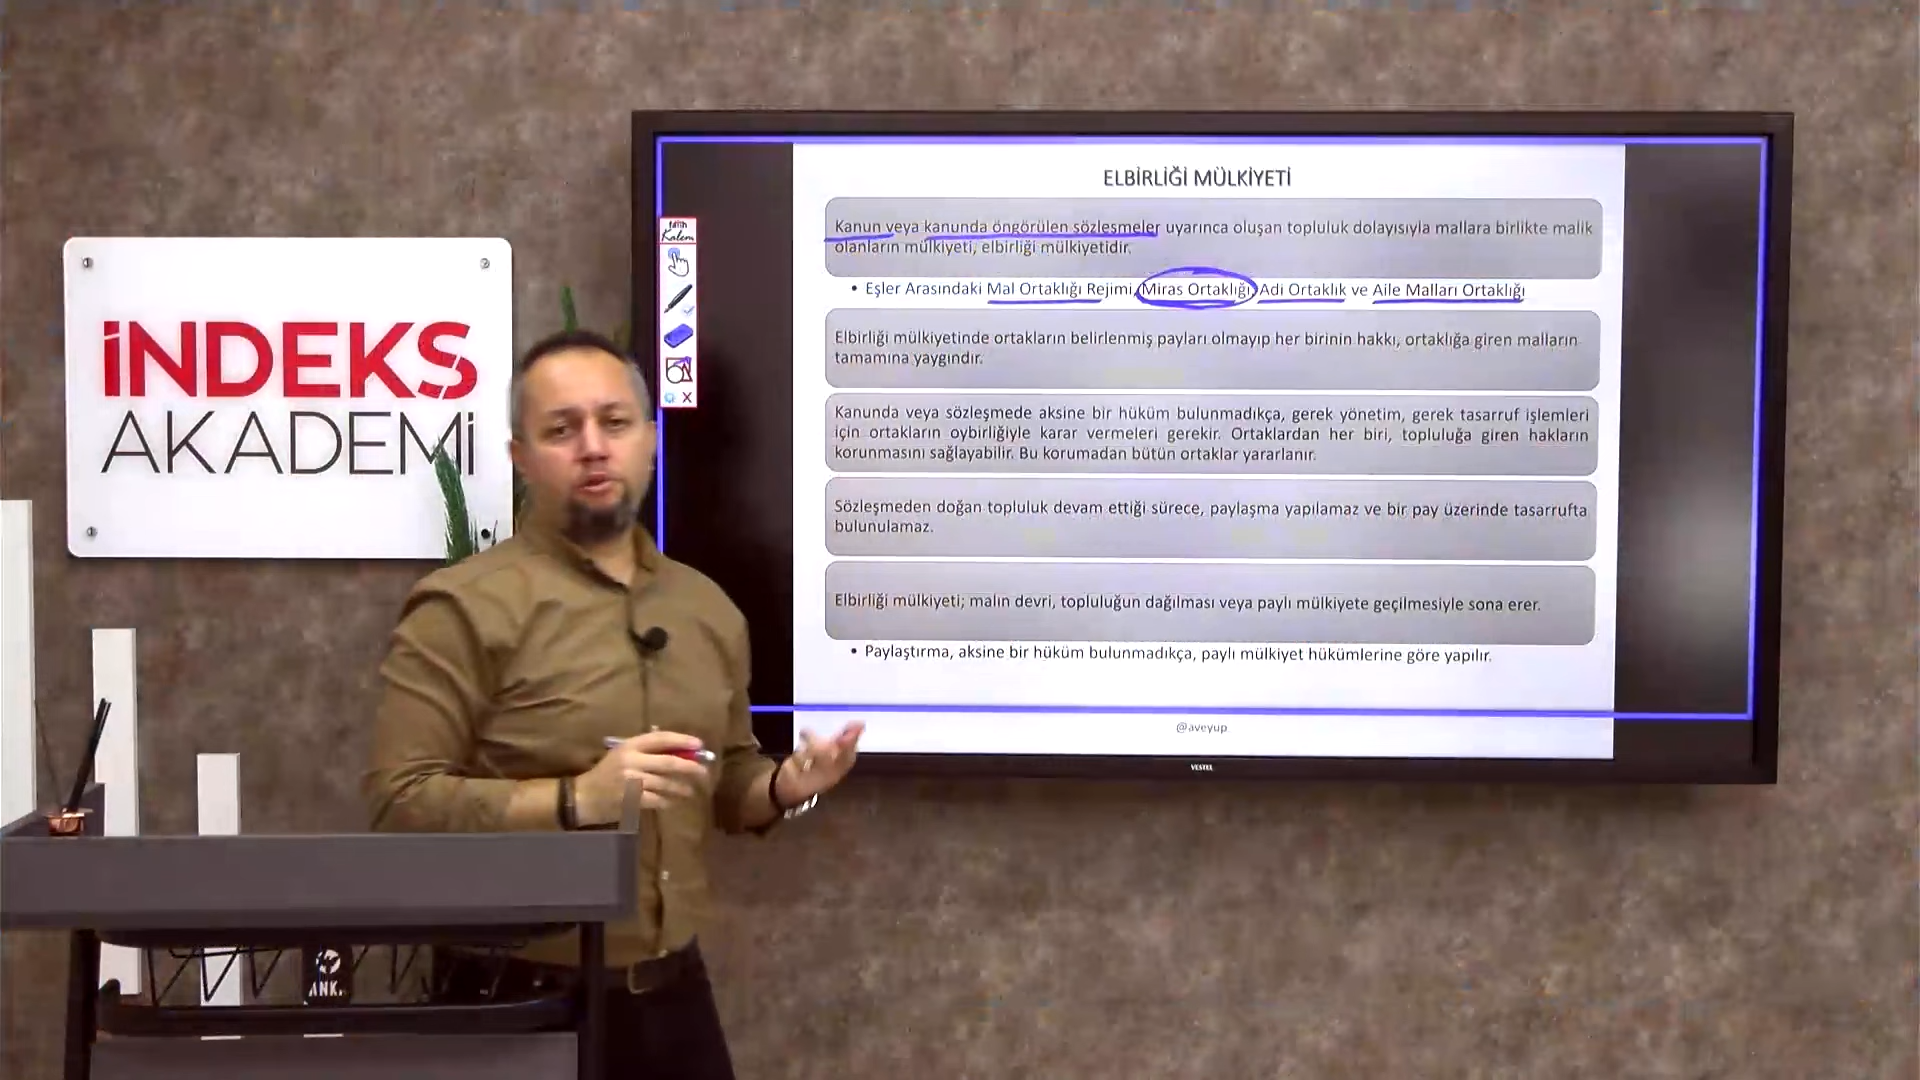 İNDEKS
AKADEMİ
fatih
Kalem
ELBİRLİĞİ MÜLKİYETİ
Kanun veya kanunda öngörülen sözleşmeler uyarınca oluşan topluluk dolayısıyla mallara birlikte malik
olanların mülkiyeti, elbirliği mülkiyetidir.
• Eşler Arasındaki Mal Ortaklığı Rejimi, Miras Ortaklığı, Adi Ortaklık ve Aile Malları Ortaklığı
Elbirliği mülkiyetinde ortakların belirlenmiş payları olmayıp her birinin hakkı, ortaklığa giren malların
tamamına yaygındır.
Kanunda veya sözleşmede aksine bir hüküm bulunmadıkça, gerek yönetim, gerek tasarruf işlemleri
için ortakların oybirliğiyle karar vermeleri gerekir. Ortaklardan her biri, topluluğa giren hakların
korunmasını sağlayabilir. Bu korumadan bütün ortaklar yararlanır.
Sözleşmeden doğan topluluk devam ettiği sürece, paylaşma yapılamaz ve bir pay üzerinde tasarrufta
bulunulamaz.
Elbirliği mülkiyeti; malın devri, topluluğun dağılması veya paylı mülkiyete geçilmesiyle sona erer.
• Paylaştırma, aksine bir hüküm bulunmadıkça, paylı mülkiyet hükümlerine göre yapılır.
@aveyup
VESTEL